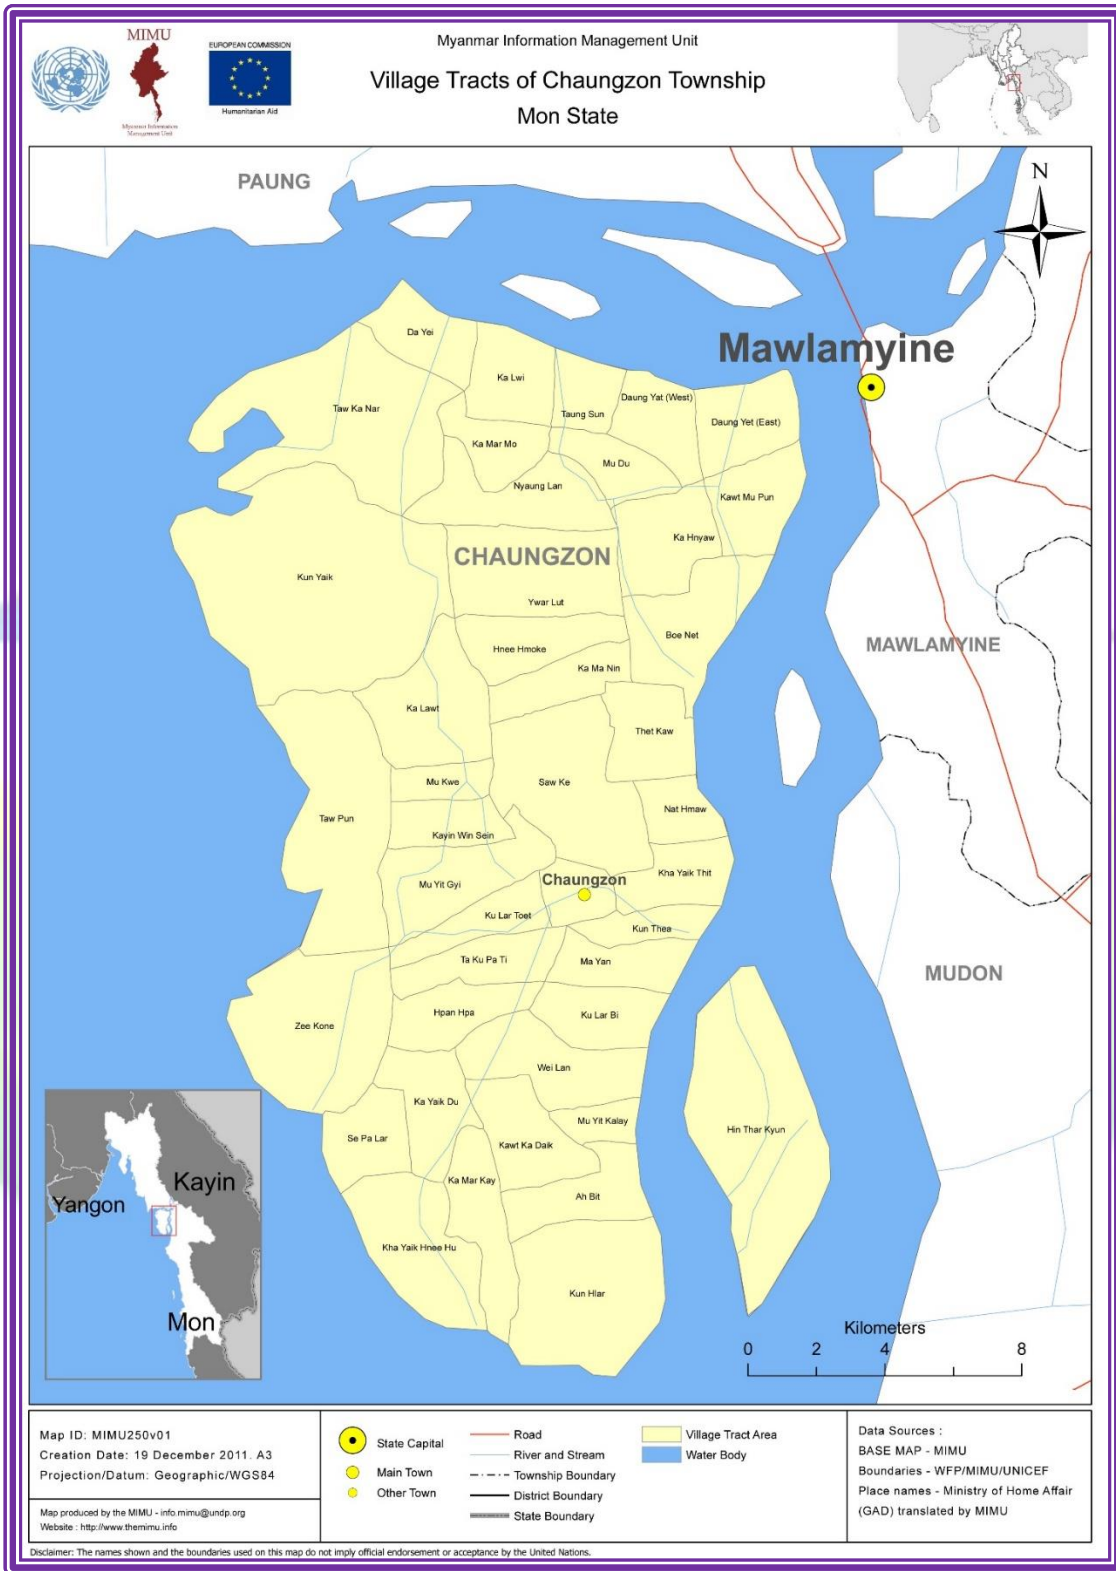 MIMU
Myanmar Information
Management Unit
EUROPEAN COMMISSION
Humanitarian Aid
Myanmar Information Management Unit
Village Tracts of Chaungzon Township
Mon State
PAUNG
N
Mawlamyine
Da Yei
Ka Lwi
Taw Ka Nar
Taung Sun
Daung Yat (West)
Daung Yet (East)
Ka Mar Mo
Mu Du
Nyaung Lan
Kawt Mu Pun
Ka Hnyaw
CHAUNGZON
Kun Yaik
Ywar Lut
Boe Net
MAWLAMYINE
Hnee Hmoke
Ka Ma Nin
Ka Lawt
Thet Kaw
Mu Kwe
Saw Ke
Nat Hmaw
Taw Pun
Kayin Win Sein
Kha Yaik Thit
Mu Yit Gyi
Chaungzon
Ku Lar Toet
Kun Thea
Ta Ku Pa Ti
Ma Yan
MUDON
Zee Kone
Hpan Hpa
Ku Lar Bi
Wei Lan
Ka Yaik Du
Mu Yit Kalay
Hin Thar Kyun
Se Pa Lar
Kawt Ka Daik
Ka Mar Kay
Ah Bit
Kha Yaik Hnee Hu
Kun Hlar
Kayin
Yangon
Mon
Kilometers
0 2 4 8
Map ID: MIMU250v01
Creation Date: 19 December 2011. A3
Projection/Datum: Geographic/WGS84
Map produced by the MIMU - info.mimu@undp.org
Website : http://www.themimu.info
State Capital
Main Town
Other Town
Road
River and Stream
Township Boundary
District Boundary
State Boundary
Village Tract Area
Water Body
Data Sources :
BASE MAP - MIMU
Boundaries - WFP/MIMU/UNICEF
Place names - Ministry of Home Affair
(GAD) translated by MIMU
Disclaimer: The names shown and the boundaries used on this map do not imply official endorsement or acceptance by the United Nations.